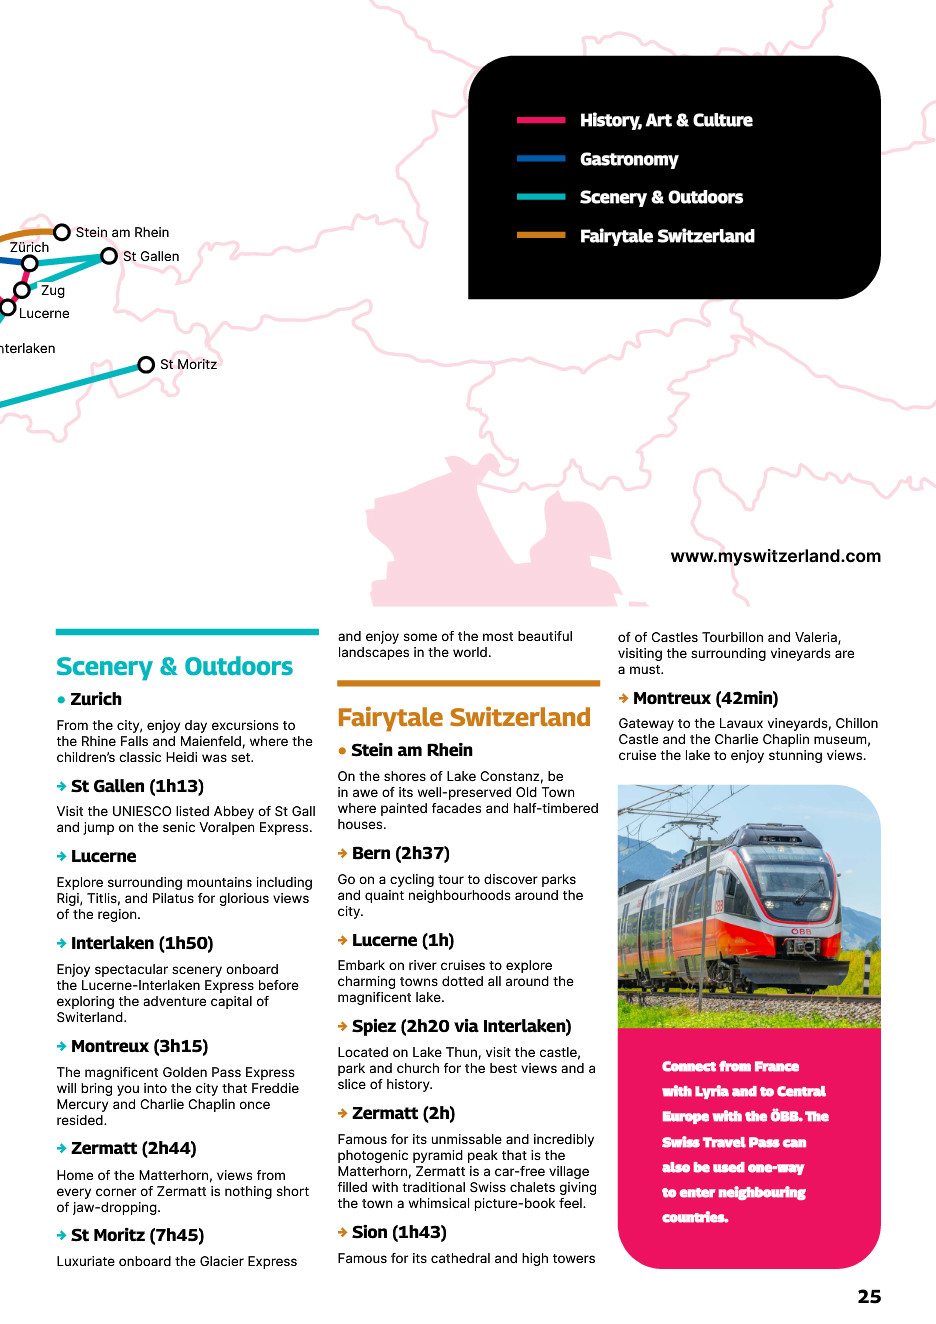 History, Art & Culture
Gastronomy
Scenery & Outdoors
Fairytale Switzerland
Stein am Rhein
Zürich
St Gallen
Zug
Lucerne
nterlaken
St Moritz
www.myswitzerland.com
Scenery & Outdoors
• Zurich
From the city, enjoy day excursions to
the Rhine Falls and Maienfeld, where the
children's classic Heidi was set.
→ St Gallen (1h13)
Visit the UNIESCO listed Abbey of St Gall
and jump on the senic Voralpen Express.
→ Lucerne
Explore surrounding mountains including
Rigi, Titlis, and Pilatus for glorious views
of the region.
→ Interlaken (1h50)
Enjoy spectacular scenery onboard
the Lucerne-Interlaken Express before
exploring the adventure capital of
Switerland.
→ Montreux (3h15)
The magnificent Golden Pass Express
will bring you into the city that Freddie
Mercury and Charlie Chaplin once
resided.
→ Zermatt (2h44)
Home of the Matterhorn, views from
every corner of Zermatt is nothing short
of jaw-dropping.
→ St Moritz (7h45)
Luxuriate onboard the Glacier Express
and enjoy some of the most beautiful
landscapes in the world.
Fairytale Switzerland
• Stein am Rhein
On the shores of Lake Constanz, be
in awe of its well-preserved Old Town
where painted facades and half-timbered
houses.
→ Bern (2h37)
Go on a cycling tour to discover parks
and quaint neighbourhoods around the
city.
→ Lucerne (1h)
Embark on river cruises to explore
charming towns dotted all around the
magnificent lake.
→ Spiez (2h20 via Interlaken)
Located on Lake Thun, visit the castle,
park and church for the best views and a
slice of history.
→ Zermatt (2h)
Famous for its unmissable and incredibly
photogenic pyramid peak that is the
Matterhorn, Zermatt is a car-free village
filled with traditional Swiss chalets giving
the town a whimsical picture-book feel.
→ Sion (1h43)
Famous for its cathedral and high towers
of of Castles Tourbillon and Valeria,
visiting the surrounding vineyards are
a must.
→ Montreux (42min)
Gateway to the Lavaux vineyards, Chillon
Castle and the Charlie Chaplin museum,
cruise the lake to enjoy stunning views.
ÖBB
ÖBB
Connect from France
with Lyria and to Central
Europe with the ÖBB. The
Swiss Travel Pass can
also be used one-way
to enter neighbouring
countries.
25